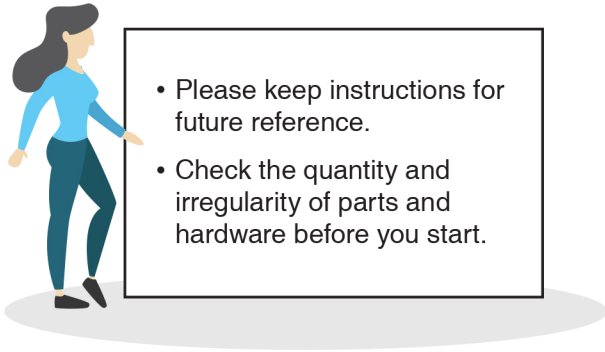 • Please keep instructions for
future reference.
• Check the quantity and
irregularity of parts and
hardware before you start.